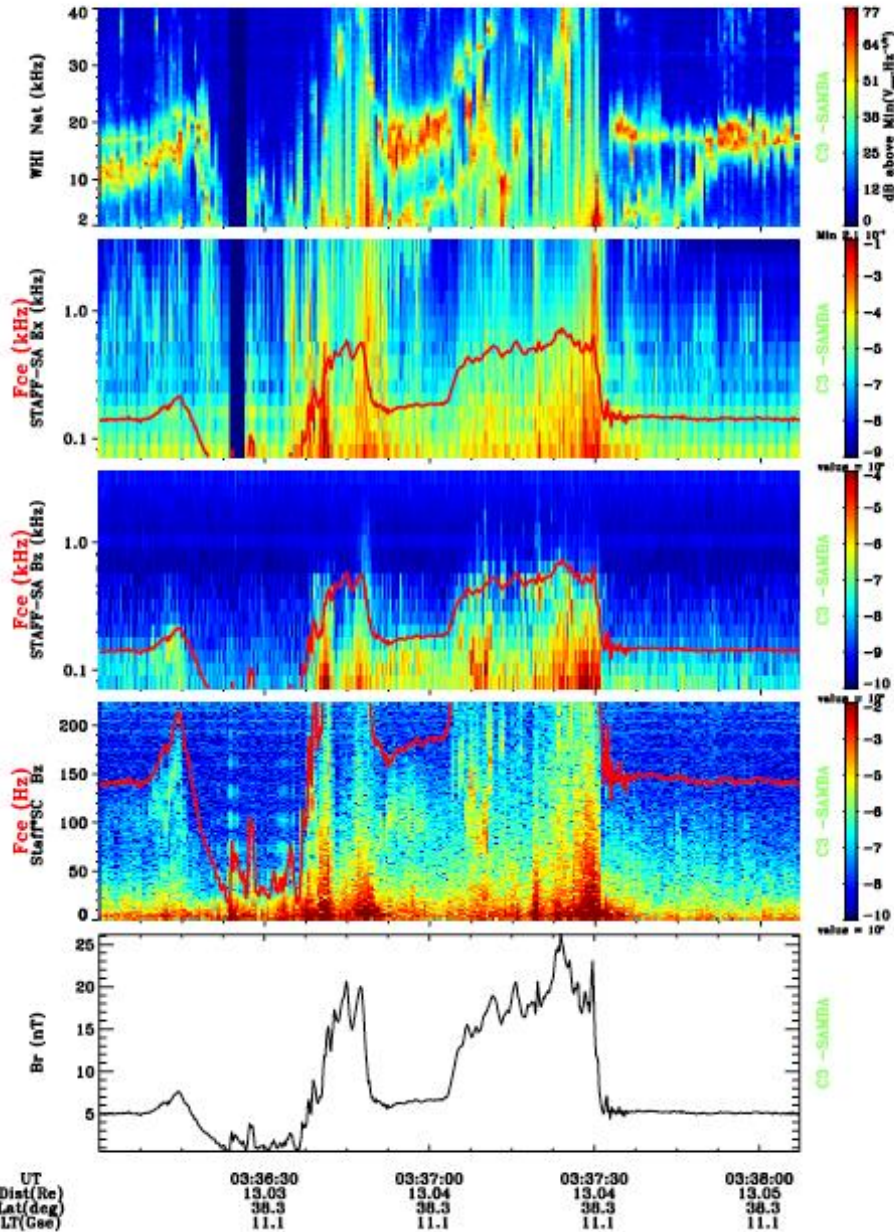 40
30
20
10
2
WHI Nat (kHz)
C3 -SAMBA
77
64
51
38
25
12
0
Min 2.1 10
1.0
0.1
Fce (kHz)
STAFF-SA Ex (kHz)
C3 -SAMBA
-1
-2
-3
-4
-5
-6
-7
-8
-9
1.0
0.1
Fce (kHz)
STAFF-SA Bz (kHz)
C3 -SAMBA
-4
-5
-6
-7
-8
-9
-10
200
150
100
50
0
Fce (Hz)
Staff*SC Bz
C3 -SAMBA
-3
-4
-5
-6
-7
-8
-9
-10
25
20
15
10
5
Br (nT)
C3 -SAMBA
UT 03:36:30 03:37:00 03:37:30 03:38:00
Dist(Re) 13.03 13.04 13.04 13.05
Lat(deg) 38.3 38.3 38.3 38.3
LT(Gse) 11.1 11.1 11.1 11.1